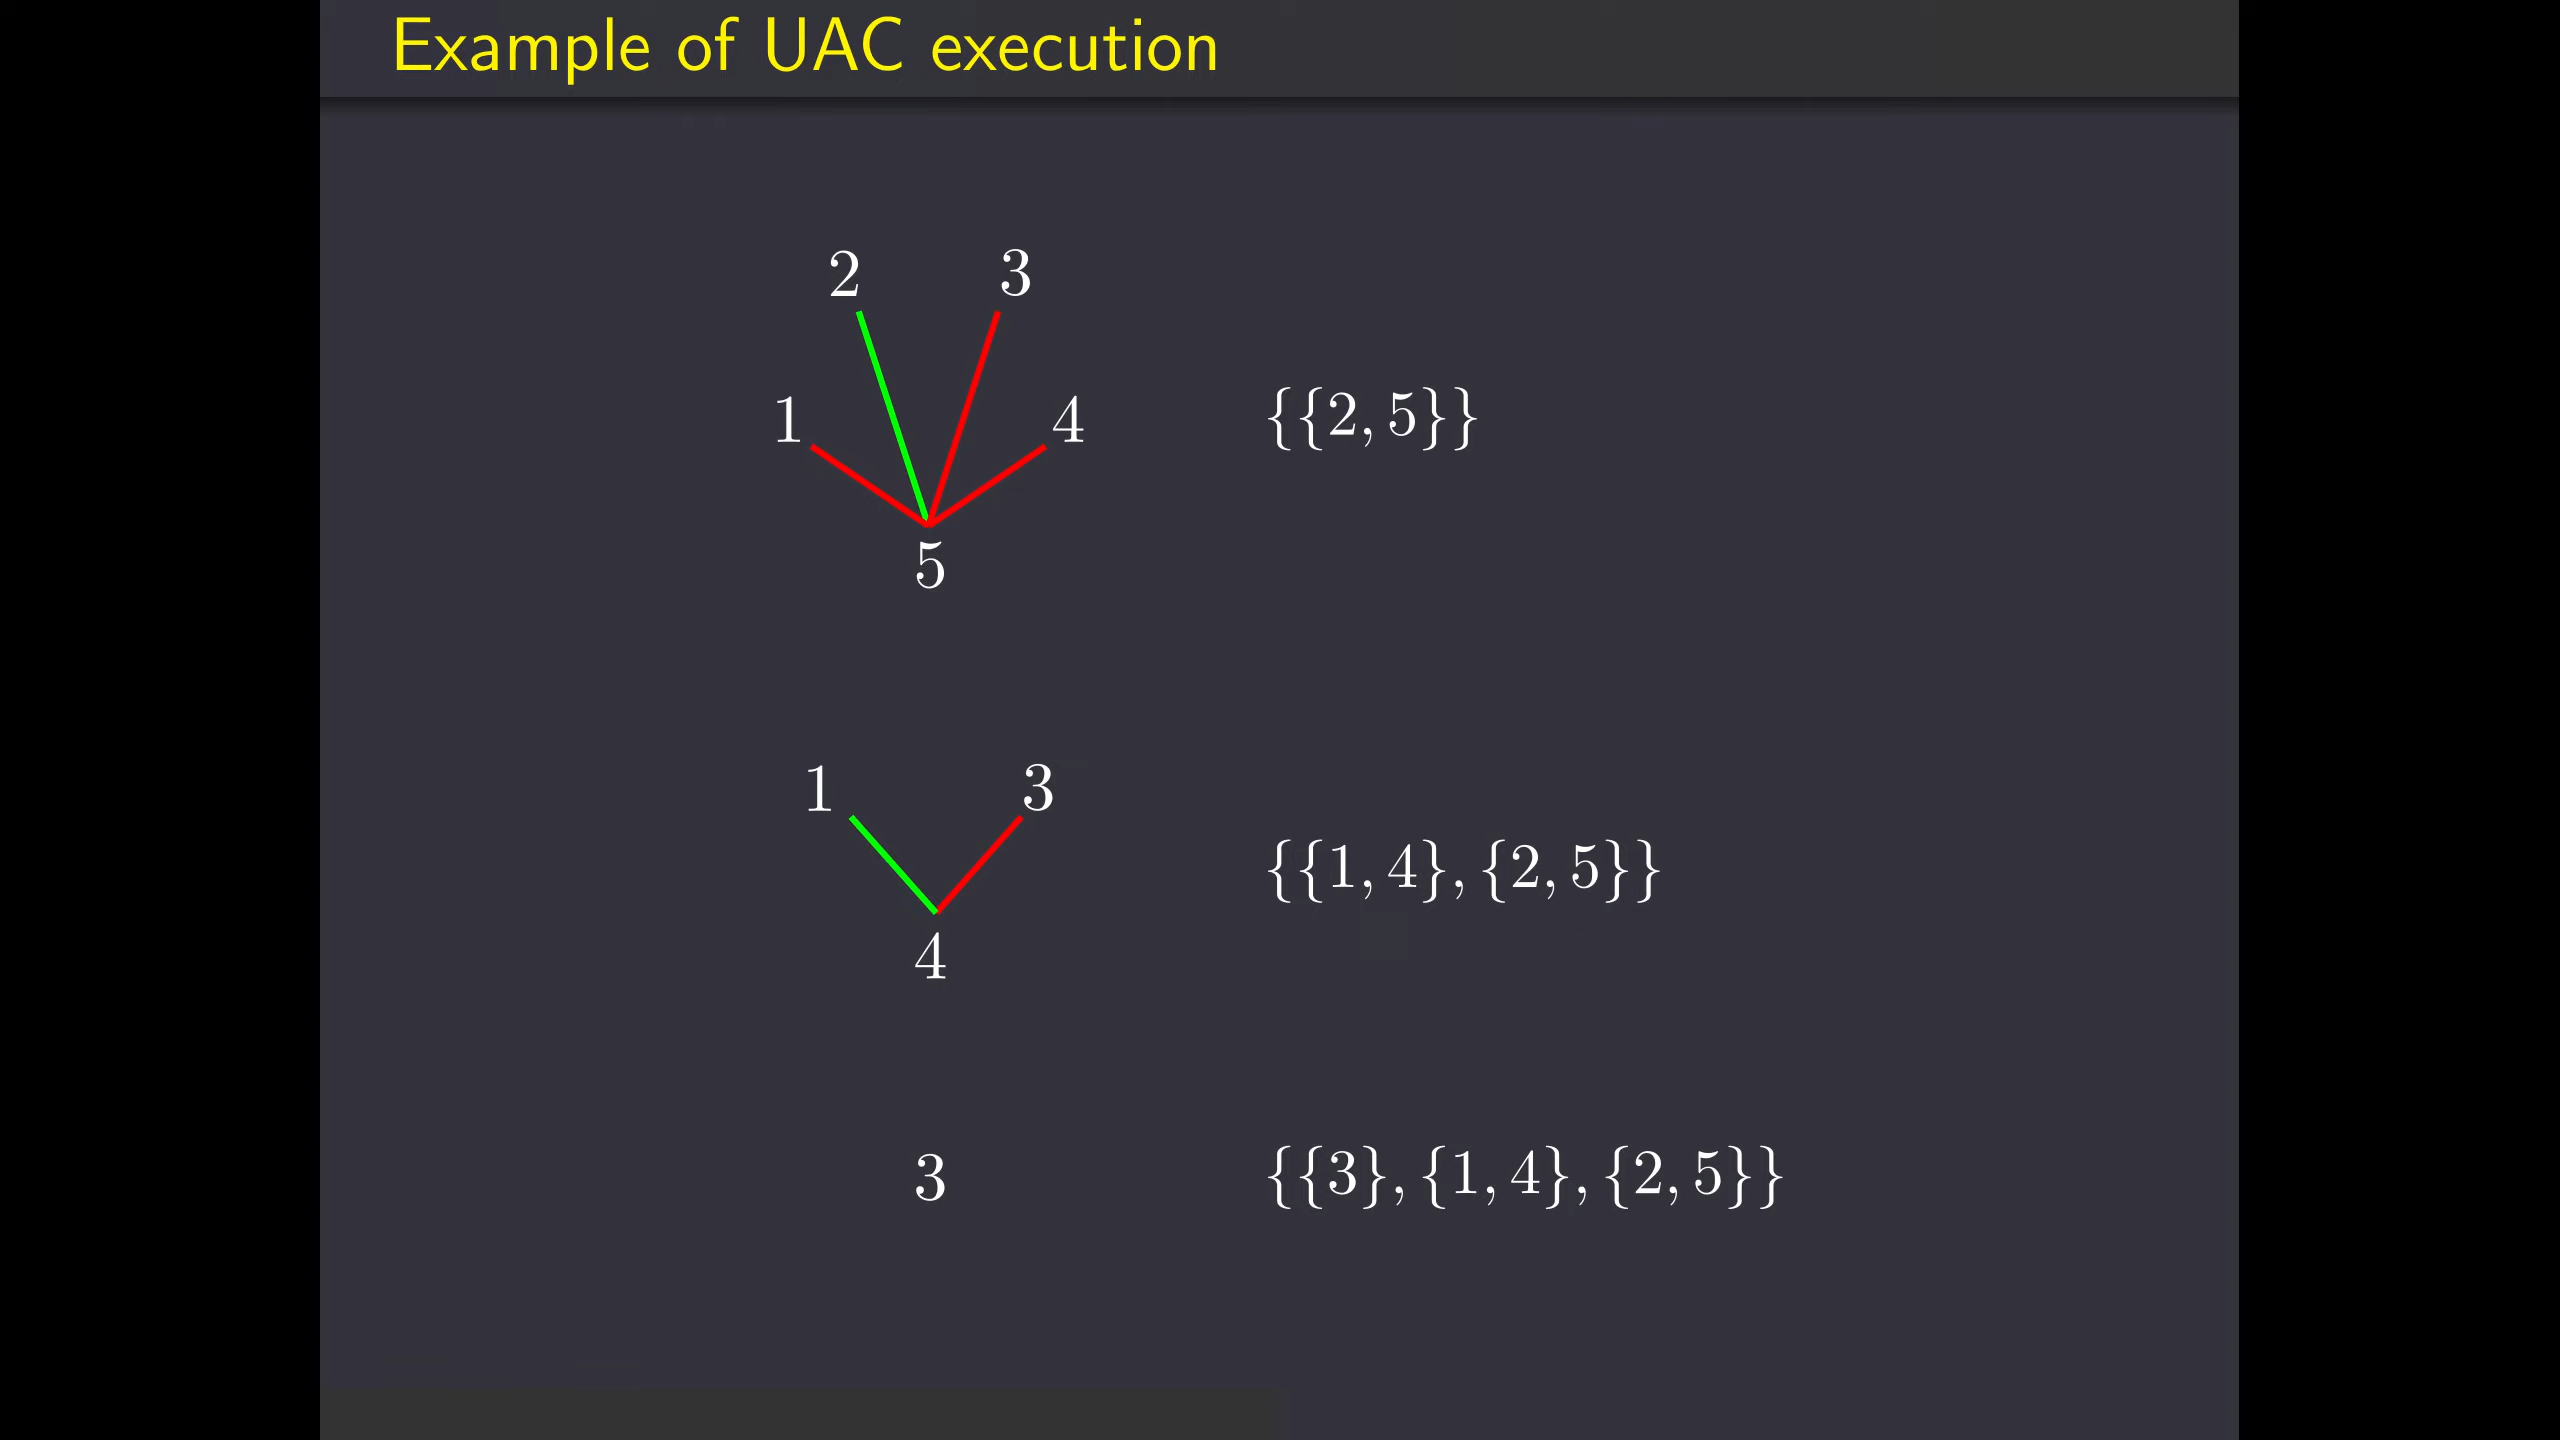 Example of UAC execution
2 3
1 4 {{2, 5}}
5
1 3
{{1, 4}, {2, 5}}
4
3 {{3}, {1, 4}, {2, 5}}